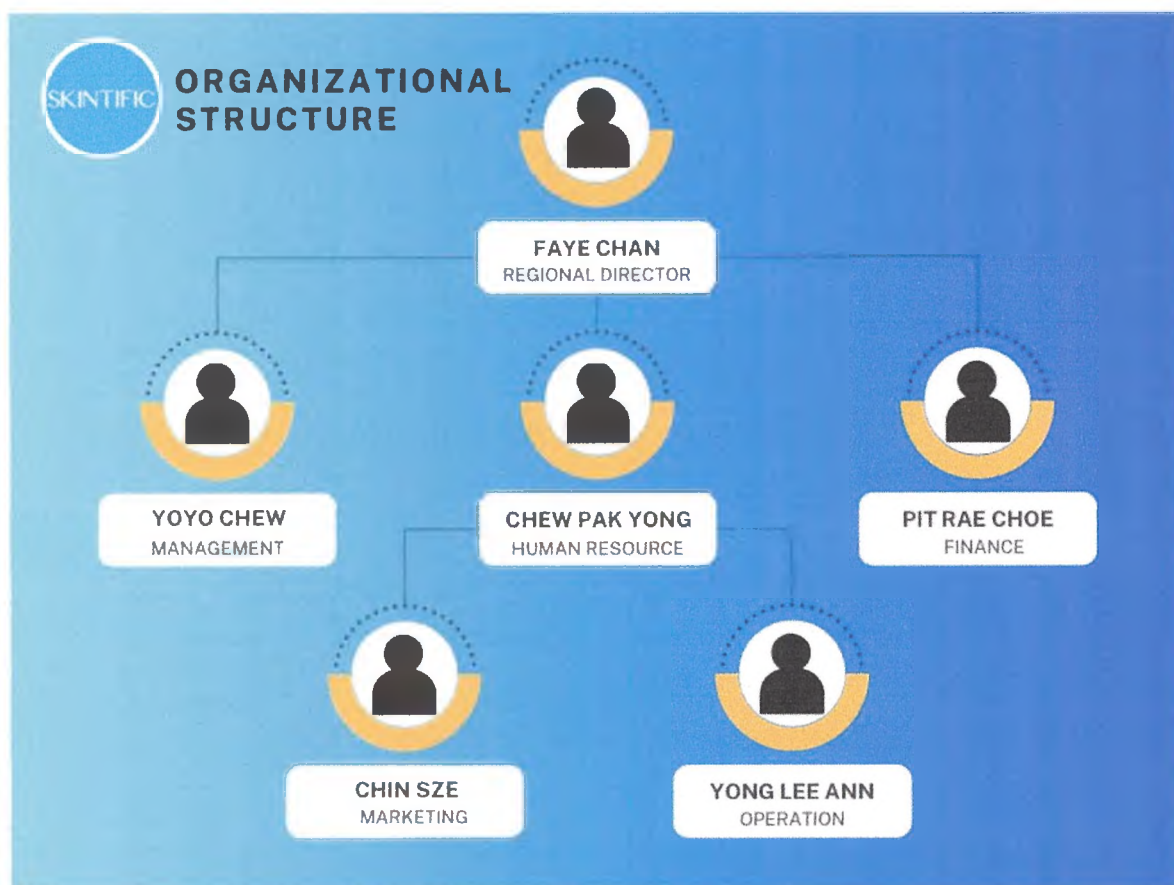 SKINTIFIC
ORGANIZATIONAL
STRUCTURE
FAYE CHAN
REGIONAL DIRECTOR
YOYO CHEW
MANAGEMENT
CHEW PAK YONG
HUMAN RESOURCE
PIT RAE CHOE
FINANCE
CHIN SZE
MARKETING
YONG LEE ANN
OPERATION